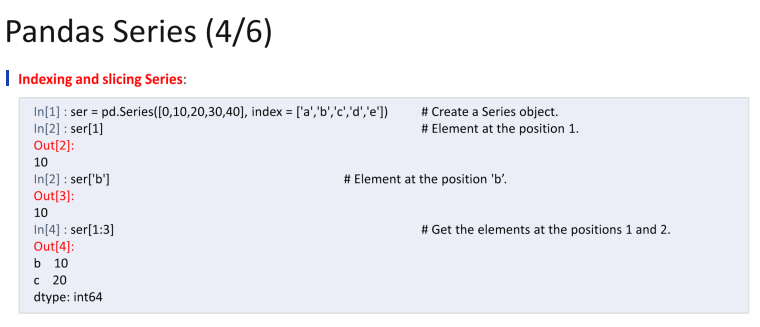 Pandas Series (4/6)
Indexing and slicing Series:
In[1] : ser = pd.Series([0,10,20,30,40], index = ['a','b','c','d','e']) # Create a Series object.
In[2] : ser[1] # Element at the position 1.
Out[2]:
10
In[2] : ser['b'] # Element at the position 'b’.
Out[3]:
10
In[4] : ser[1:3] # Get the elements at the positions 1 and 2.
Out[4]:
b 10
c 20
dtype: int64